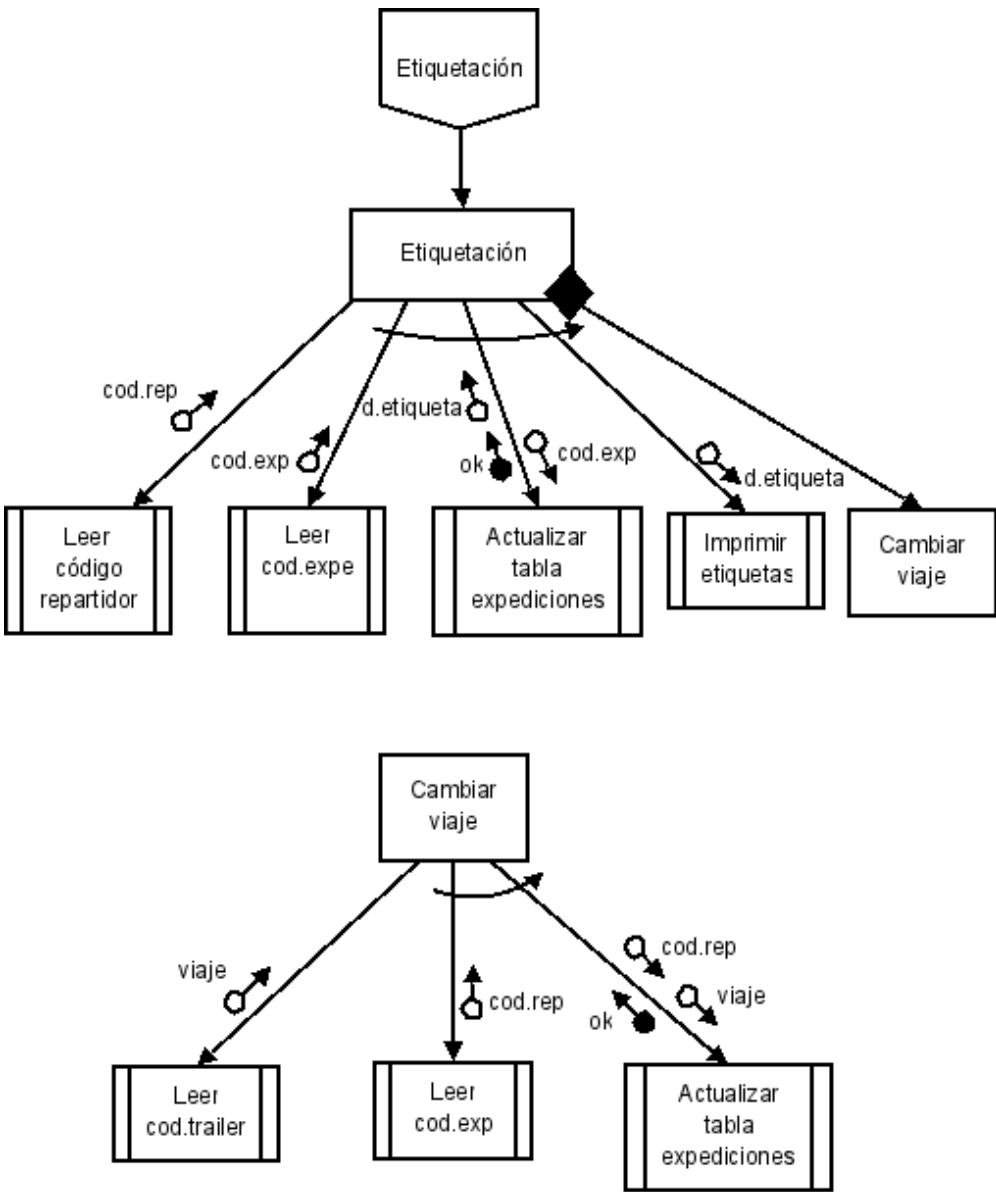 Etiquetación
Etiquetación
cod.rep
cod.exp
d.etiqueta
ok
cod.exp
d.etiqueta
Leer
código
repartidor
Leer
cod.expe
Actualizar
tabla
expediciones
Imprimir
etiquetas
Cambiar
viaje
Cambiar
viaje
viaje
cod.rep
cod.rep
viaje
ok
Leer
cod.trailer
Leer
cod.exp
Actualizar
tabla
expediciones